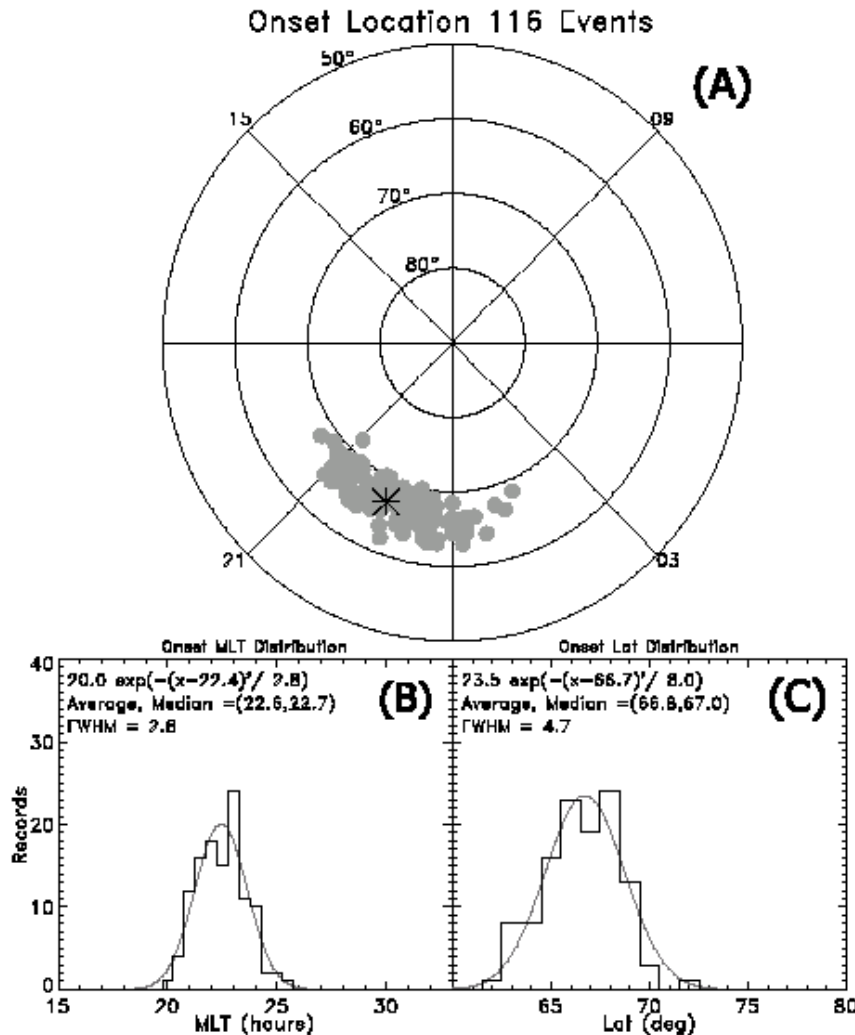 Onset Location 116 Events
(A)
50°
15
09
60°
70°
80°
21
03
Onset MLT Distribution
Onset Lat Distribution
40
20.0 exp(-(x-22.4)²/ 2.8)
(B)
Average, Median =(22.6,22.7)
FWHM = 2.8
23.5 exp(-(x-66.7)²/ 8.0)
(C)
Average, Median =(66.8,67.0)
FWHM = 4.7
30
20
10
0
Records
15 20 25 30
MLT (hours)
65 70 75 80
Lat (deg)